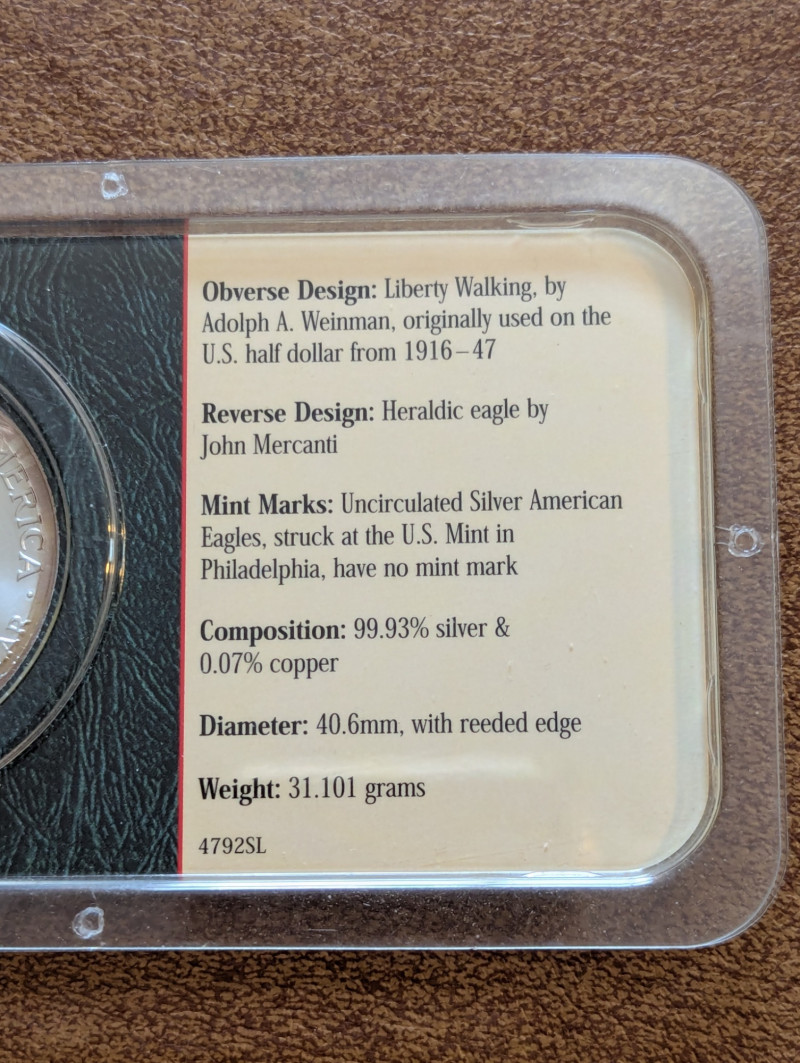 Obverse Design: Liberty Walking, by
Adolph A. Weinman, originally used on the
U.S. half dollar from 1916–47
Reverse Design: Heraldic eagle by
John Mercanti
Mint Marks: Uncirculated Silver American
Eagles, struck at the U.S. Mint in
Philadelphia, have no mint mark
Composition: 99.93% silver &
0.07% copper
Diameter: 40.6mm, with reeded edge
Weight: 31.101 grams
4792SL
MERICA
AR